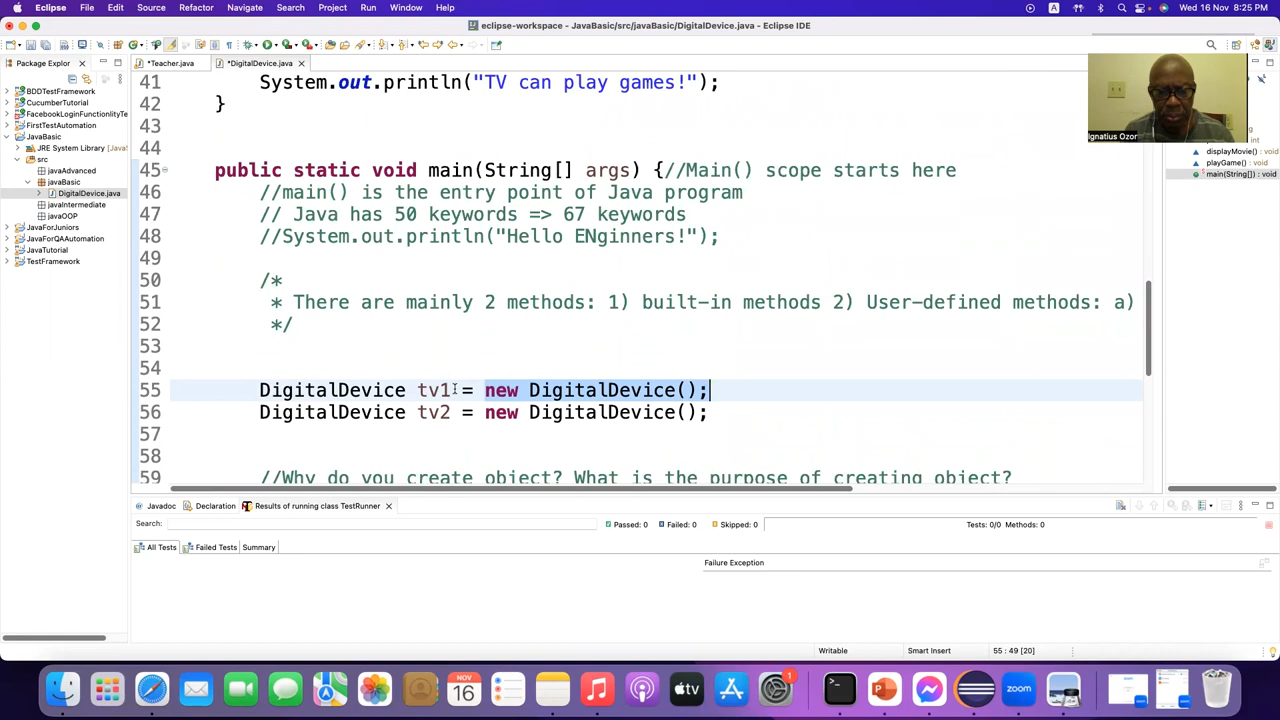 Eclipse File Edit Source Refactor Navigate Search Project Run Window Help
A Wed 16 Nov 8:25 PM
eclipse-workspace - JavaBasic/src/javaBasic/DigitalDevice.java - Eclipse IDE
Package Explor
*Teacher.java
*DigitalDevice.java
BDDTestFramework
CucumberTutorial
FacebookLoginFunctionlityTe
FirstTestAutomation
JavaBasic
JRE System Library [Java
src
javaAdvanced
javaBasic
DigitalDevice.java
javaIntermediate
javaOOP
JavaForJuniors
JavaForQAAutomation
JavaTutorial
TestFramework
41 System.out.println("TV can play games!");
42 }
43
44
45 public static void main(String[] args) {//Main() scope starts here
46 //main() is the entry point of Java program
47 // Java has 50 keywords => 67 keywords
48 //System.out.println("Hello ENginners!");
49
50 /*
51 * There are mainly 2 methods: 1) built-in methods 2) User-defined methods: a)
52 */
53
54
55 DigitalDevice tv1 = new DigitalDevice();
56 DigitalDevice tv2 = new DigitalDevice();
57
58
59 //Why do you create object? What is the purpose of creating object?
Ignatius Ozor
displayMovie() : void
playGame() : void
main(String[]) : void
Javadoc Declaration Results of running class TestRunner
Search: Passed: 0 Failed: 0 Skipped: 0 Tests: 0/0 Methods: 0
All Tests Failed Tests Summary
Failure Exception
Writable Smart Insert 55 : 49 [20]
NOV
16
tv
1
zoom